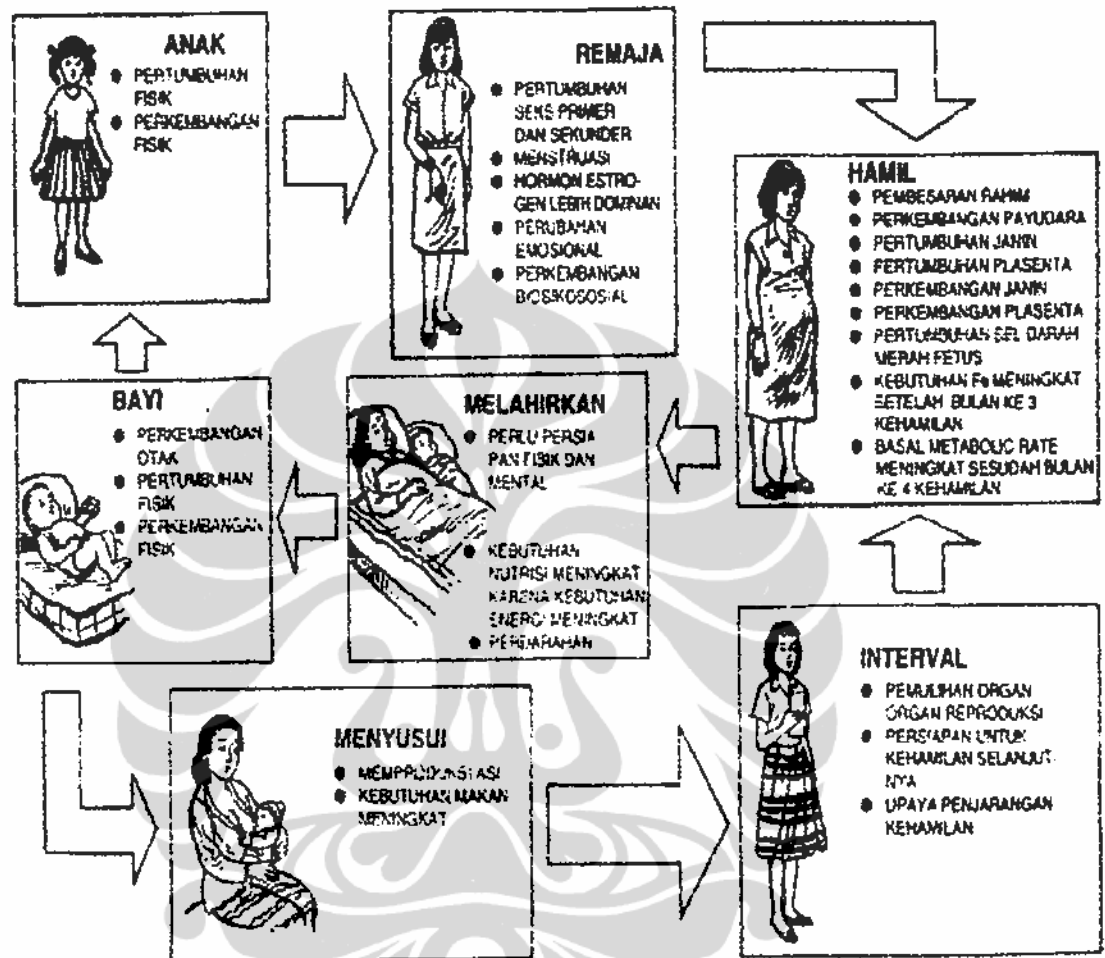 ANAK
PERTUMBUHAN
FISIK
PERKEMBANGAN
FISIK
REMAJA
PERTUMBUHAN
SEKS PRIMER
DAN SEKUNDER
MENSTRUASI
HORMON ESTRO-
GEN LEBIH DOMINAN
PERUBAHAN
EMOSIONAL
PERKEMBANGAN
BIOSIKOSOSIAL
HAMIL
PEMBESARAN RAHIM
PERKEMBANGAN PAYUDARA
PERTUMBUHAN JANIN
PERTUMBUHAN PLASENTA
PERKEMBANGAN JANIN
PERKEMBANGAN PLASENTA
PERTUMBUHAN SEL DARAH
MERAH FETUS
KEBUTUHAN Fe MENINGKAT
SETELAH BULAN KE 3
KEHAMILAN
BASAL METABOLIC RATE
MENINGKAT SESUDAH BULAN
KE 4 KEHAMILAN
BAYI
PERKEMBANGAN
OTAK
PERTUMBUHAN
FISIK
PERKEMBANGAN
FISIK
MELAHIRKAN
PERLU PERSIA
PAN FISIK DAN
MENTAL
KEBUTUHAN
NUTRISI MENINGKAT
KARENA KEBUTUHAN
ENERGI MENINGKAT
PERDARAHAN
MENYUSUI
KEBUTUHAN MAKAN
MENINGKAT
INTERVAL
PEMULIHAN ORGAN
ORGAN REPRODUKSI
PERSIAPAN UNTUK
KEHAMILAN SELANJUT-
NYA
UPAYA PENJARANGAN
KEHAMILAN